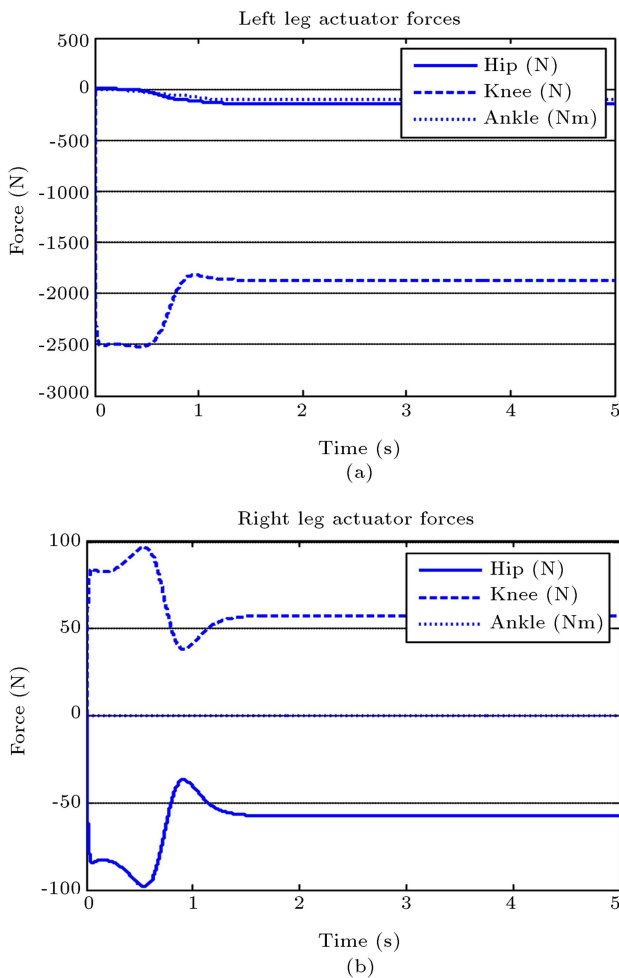 Left leg actuator forces
500
0
-500
-1000
-1500
-2000
-2500
-3000
Force (N)
Hip (N)
Knee (N)
Ankle (Nm)
0 1 2 3 4 5
Time (s)
(a)
Right leg actuator forces
100
50
0
-50
-100
Force (N)
Hip (N)
Knee (N)
Ankle (Nm)
0 1 2 3 4 5
Time (s)
(b)